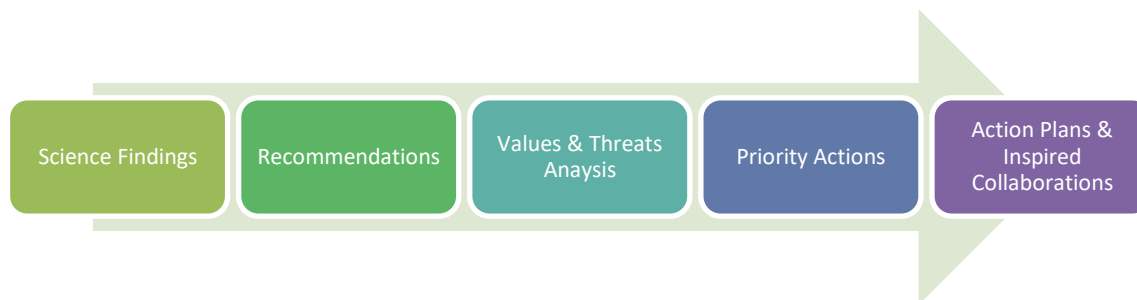 Science Findings
Recommendations
Values & Threats
Anaysis
Priority Actions
Action Plans &
Inspired
Collaborations